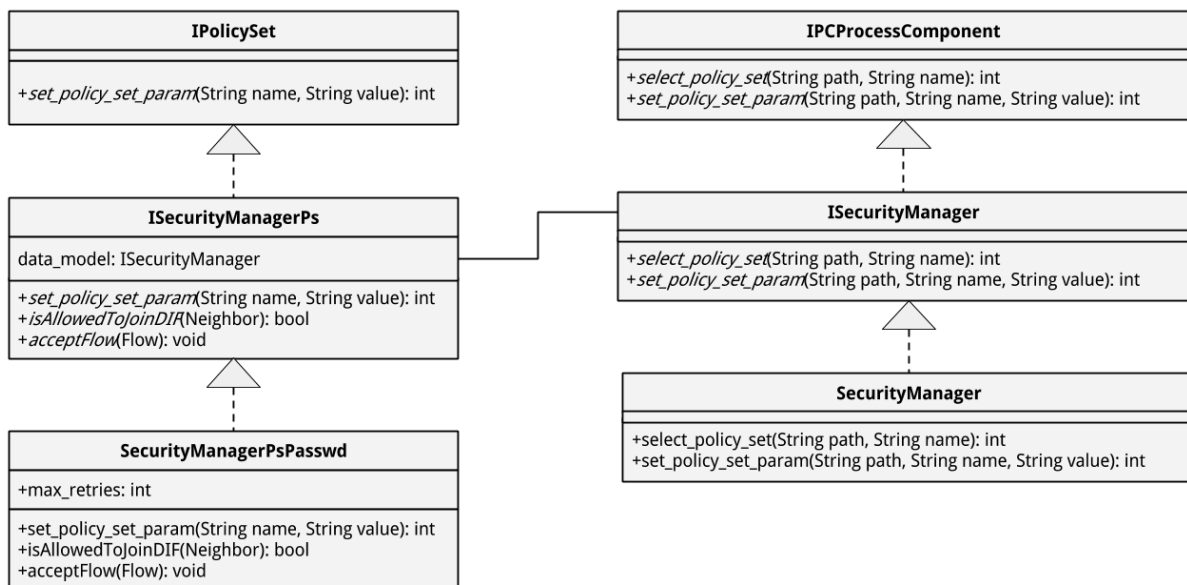 IPolicySet
+set_policy_set_param(String name, String value): int
ISecurityManagerPs
data_model: ISecurityManager
+set_policy_set_param(String name, String value): int
+isAllowedToJoinDIF(Neighbor): bool
+acceptFlow(Flow): void
SecurityManagerPsPasswd
+max_retries: int
+set_policy_set_param(String name, String value): int
+isAllowedToJoinDIF(Neighbor): bool
+acceptFlow(Flow): void
IPCProcessComponent
+select_policy_set(String path, String name): int
+set_policy_set_param(String path, String name, String value): int
ISecurityManager
+select_policy_set(String path, String name): int
+set_policy_set_param(String path, String name, String value): int
SecurityManager
+select_policy_set(String path, String name): int
+set_policy_set_param(String path, String name, String value): int